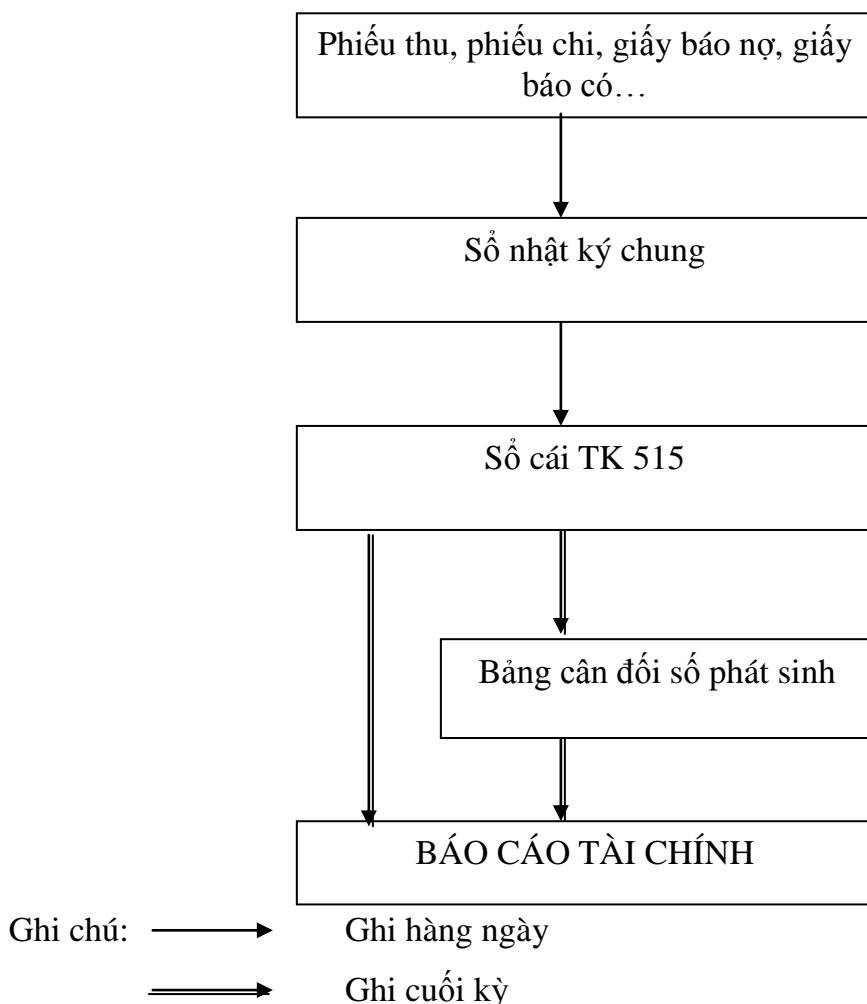 Phiếu thu, phiếu chi, giấy báo nợ, giấy
báo có…
Sổ nhật ký chung
Sổ cái TK 515
Bảng cân đối số phát sinh
BÁO CÁO TÀI CHÍNH
Ghi chú: Ghi hàng ngày
Ghi cuối kỳ